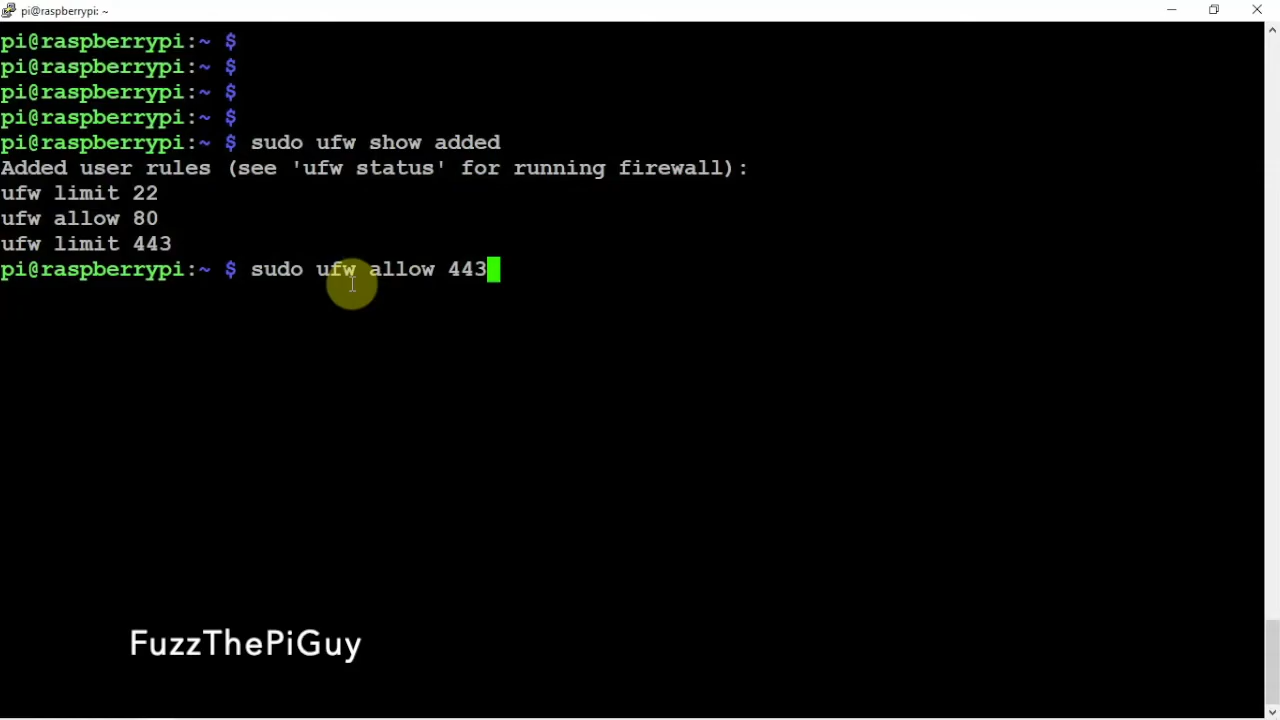 pi@raspberrypi: ~
pi@raspberrypi:~ $
pi@raspberrypi:~ $
pi@raspberrypi:~ $
pi@raspberrypi:~ $
pi@raspberrypi:~ $ sudo ufw show added
Added user rules (see 'ufw status' for running firewall):
ufw limit 22
ufw allow 80
ufw limit 443
pi@raspberrypi:~ $ sudo ufw allow 443
FuzzThePiGuy